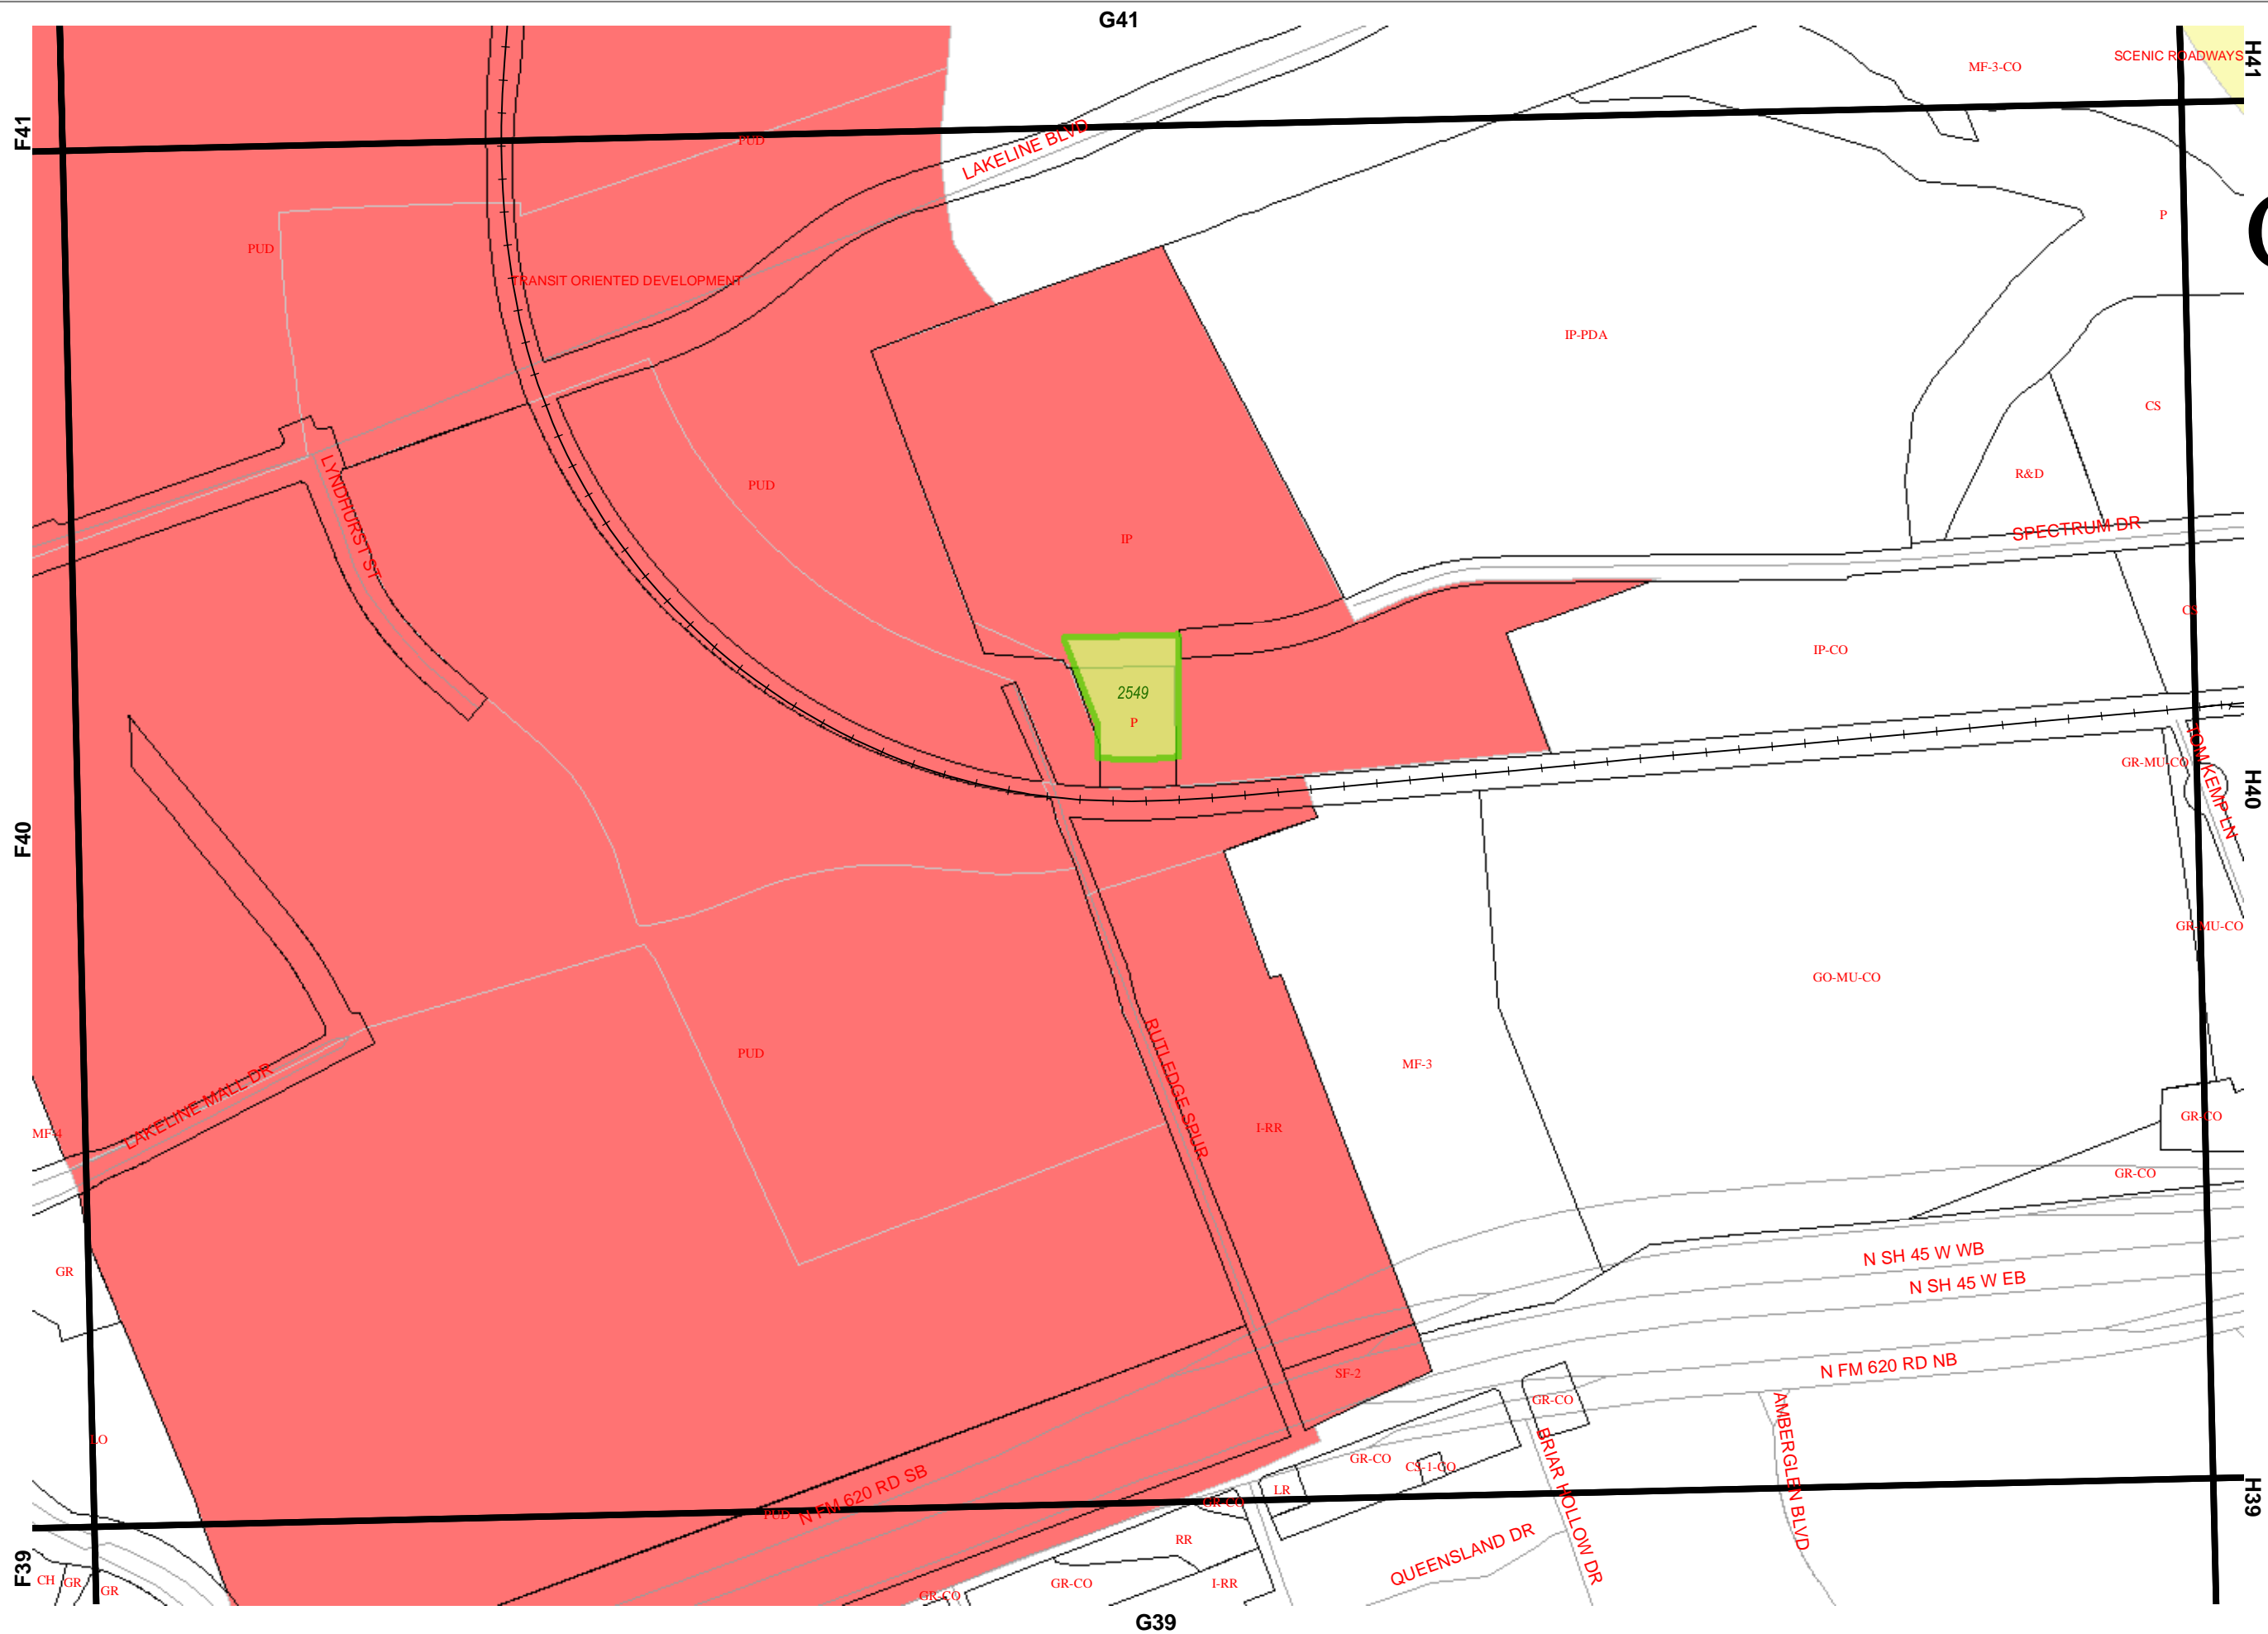 G41
H41
SCENIC ROADWAYS
MF-3-CO
F41
LAKELINE BLVD
PUD
P
PUD
TRANSIT ORIENTED DEVELOPMENT
IP-PDA
CS
R&D
LYNDHURST ST
PUD
SPECTRUM DR
IP
CS
IP-CO
2549
P
TOM KEMP LN
GR-MU-CO
H40
F40
GR-MU-CO
GO-MU-CO
PUD
RUTLEDGE SPUR
MF-3
LAKELINE MALL DR
GR-CO
I-RR
MF-4
GR-CO
N SH 45 W WB
GR
N SH 45 W EB
N FM 620 RD NB
SF-2
GR-CO
AMBERGLEN BLVD
LO
BRIAR HOLLOW DR
GR-CO
CS-1-CO
N FM 620 RD SB
LR
GR-CO
H39
PUD
RR
QUEENSLAND DR
F39
CH
GR
GR
GR-CO
GR-CO
I-RR
G39